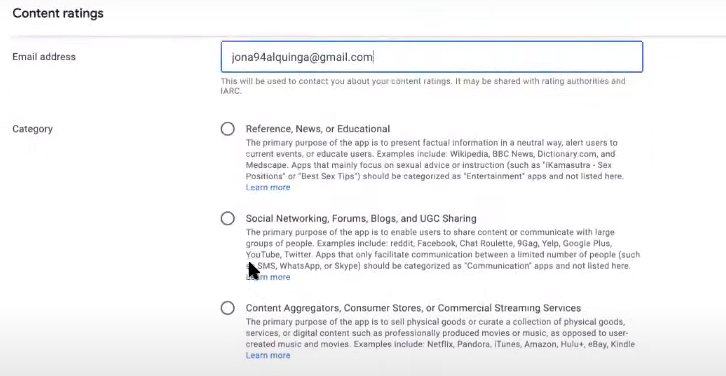 Content ratings
Email address
jona94alquinga@gmail.com
This will be used to contact you about your content ratings. It may be shared with rating authorities and
IARC.
Category
Reference, News, or Educational
The primary purpose of the app is to present factual information in a neutral way, alert users to
current events, or educate users. Examples include: Wikipedia, BBC News, Dictionary.com, and
Medscape. Apps that mainly focus on sexual advice or instruction (such as "iKamasutra - Sex
Positions" or "Best Sex Tips") should be categorized as "Entertainment" apps and not listed here.
Learn more
Social Networking, Forums, Blogs, and UGC Sharing
The primary purpose of the app is to enable users to share content or communicate with large
groups of people. Examples include: reddit, Facebook, Chat Roulette, 9Gag, Yelp, Google Plus,
YouTube, Twitter. Apps that only facilitate communication between a limited number of people (such
SMS, WhatsApp, or Skype) should be categorized as "Communication" apps and not listed here.
Learn more
Content Aggregators, Consumer Stores, or Commercial Streaming Services
The primary purpose of the app is to sell physical goods or curate a collection of physical goods,
services, or digital content such as professionally produced movies or music, as opposed to user-
created music and movies. Examples include: Netflix, Pandora, iTunes, Amazon, Hulu+, eBay, Kindle
Learn more